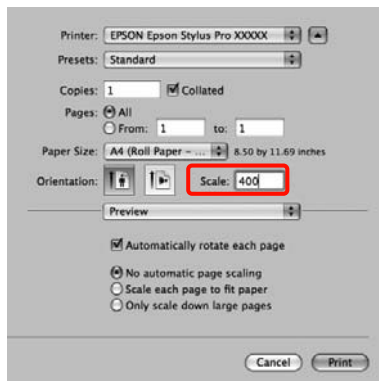 Printer: EPSON Epson Stylus Pro XXXXX
Presets: Standard
Copies: 1 Collated
Pages: All
From: 1 to: 1
Paper Size: A4 (Roll Paper – ... 8.50 by 11.69 inches
Orientation: Scale: 400
Preview
Automatically rotate each page
No automatic page scaling
Scale each page to fit paper
Only scale down large pages
Cancel Print